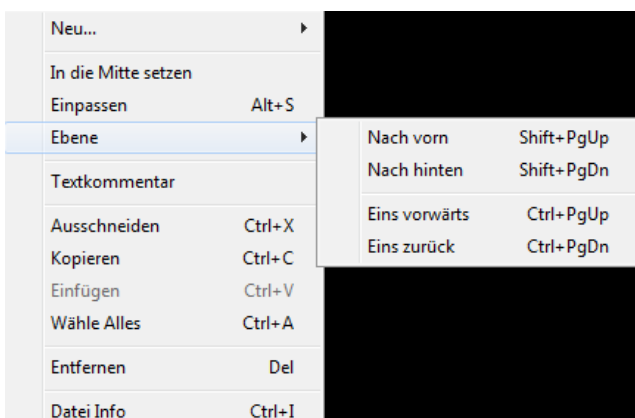 Neu...
In die Mitte setzen
Einpassen Alt+S
Ebene
Nach vorn Shift+PgUp
Nach hinten Shift+PgDn
Eins vorwärts Ctrl+PgUp
Eins zurück Ctrl+PgDn
Textkommentar
Ausschneiden Ctrl+X
Kopieren Ctrl+C
Einfügen Ctrl+V
Wähle Alles Ctrl+A
Entfernen Del
Datei Info Ctrl+I